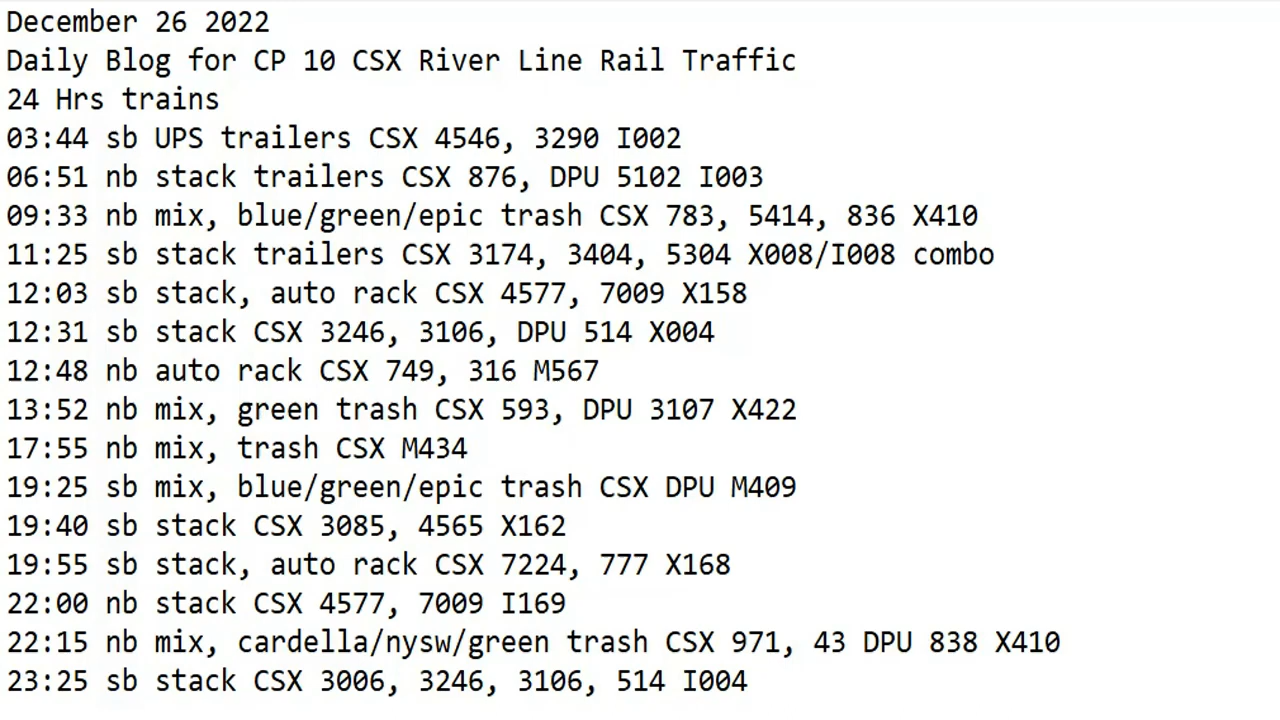 December 26 2022
Daily Blog for CP 10 CSX River Line Rail Traffic
24 Hrs trains
03:44 sb UPS trailers CSX 4546, 3290 I002
06:51 nb stack trailers CSX 876, DPU 5102 I003
09:33 nb mix, blue/green/epic trash CSX 783, 5414, 836 X410
11:25 sb stack trailers CSX 3174, 3404, 5304 X008/I008 combo
12:03 sb stack, auto rack CSX 4577, 7009 X158
12:31 sb stack CSX 3246, 3106, DPU 514 X004
12:48 nb auto rack CSX 749, 316 M567
13:52 nb mix, green trash CSX 593, DPU 3107 X422
17:55 nb mix, trash CSX M434
19:25 sb mix, blue/green/epic trash CSX DPU M409
19:40 sb stack CSX 3085, 4565 X162
19:55 sb stack, auto rack CSX 7224, 777 X168
22:00 nb stack CSX 4577, 7009 I169
22:15 nb mix, cardella/nysw/green trash CSX 971, 43 DPU 838 X410
23:25 sb stack CSX 3006, 3246, 3106, 514 I004